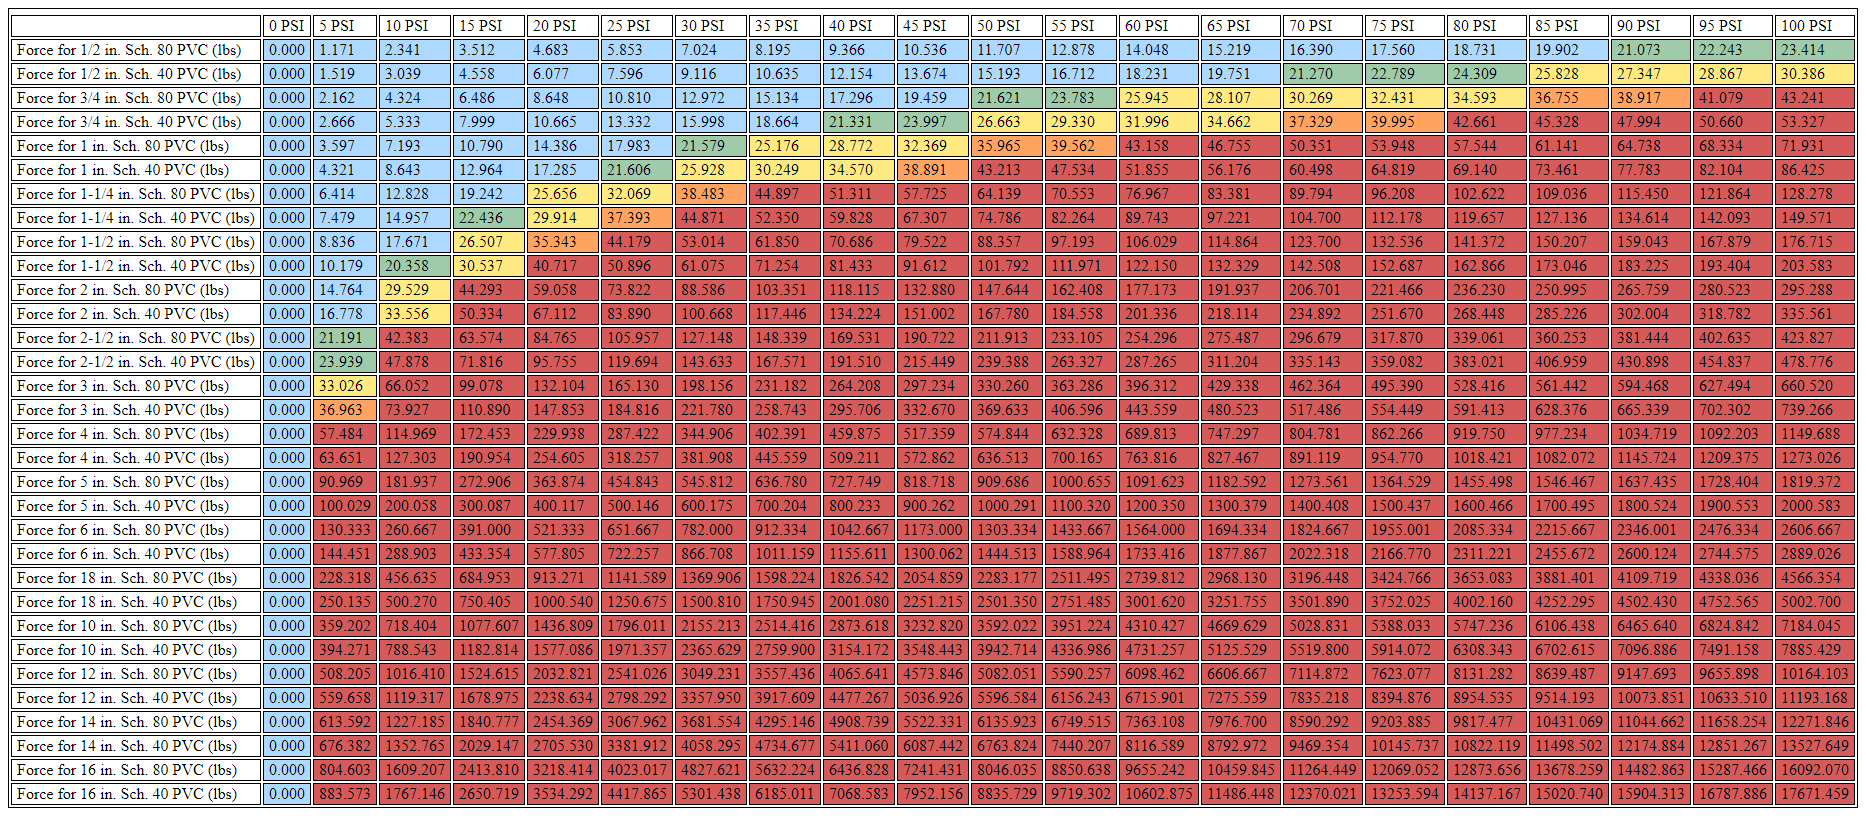 0 PSI 5 PSI 10 PSI 15 PSI 20 PSI 25 PSI 30 PSI 35 PSI 40 PSI 45 PSI 50 PSI 55 PSI 60 PSI 65 PSI 70 PSI 75 PSI 80 PSI 85 PSI 90 PSI 95 PSI 100 PSI
Force for 1/2 in. Sch. 80 PVC (lbs) 0.000 1.171 2.341 3.512 4.683 5.853 7.024 8.195 9.366 10.536 11.707 12.878 14.048 15.219 16.390 17.560 18.731 19.902 21.073 22.243 23.414
Force for 1/2 in. Sch. 40 PVC (lbs) 0.000 1.519 3.039 4.558 6.077 7.596 9.116 10.635 12.154 13.674 15.193 16.712 18.231 19.751 21.270 22.789 24.309 25.828 27.347 28.867 30.386
Force for 3/4 in. Sch. 80 PVC (lbs) 0.000 2.162 4.324 6.486 8.648 10.810 12.972 15.134 17.296 19.459 21.621 23.783 25.945 28.107 30.269 32.431 34.593 36.755 38.917 41.079 43.241
Force for 3/4 in. Sch. 40 PVC (lbs) 0.000 2.666 5.333 7.999 10.665 13.332 15.998 18.664 21.331 23.997 26.663 29.330 31.996 34.662 37.329 39.995 42.661 45.328 47.994 50.660 53.327
Force for 1 in. Sch. 80 PVC (lbs) 0.000 3.597 7.193 10.790 14.386 17.983 21.579 25.176 28.772 32.369 35.965 39.562 43.158 46.755 50.351 53.948 57.544 61.141 64.738 68.334 71.931
Force for 1 in. Sch. 40 PVC (lbs) 0.000 4.321 8.643 12.964 17.285 21.606 25.928 30.249 34.570 38.891 43.213 47.534 51.855 56.176 60.498 64.819 69.140 73.461 77.783 82.104 86.425
Force for 1-1/4 in. Sch. 80 PVC (lbs) 0.000 6.414 12.828 19.242 25.656 32.069 38.483 44.897 51.311 57.725 64.139 70.553 76.967 83.381 89.794 96.208 102.622 109.036 115.450 121.864 128.278
Force for 1-1/4 in. Sch. 40 PVC (lbs) 0.000 7.479 14.957 22.436 29.914 37.393 44.871 52.350 59.828 67.307 74.786 82.264 89.743 97.221 104.700 112.178 119.657 127.136 134.614 142.093 149.571
Force for 1-1/2 in. Sch. 80 PVC (lbs) 0.000 8.836 17.671 26.507 35.343 44.179 53.014 61.850 70.686 79.522 88.357 97.193 106.029 114.864 123.700 132.536 141.372 150.207 159.043 167.879 176.715
Force for 1-1/2 in. Sch. 40 PVC (lbs) 0.000 10.179 20.358 30.537 40.717 50.896 61.075 71.254 81.433 91.612 101.792 111.971 122.150 132.329 142.508 152.687 162.866 173.046 183.225 193.404 203.583
Force for 2 in. Sch. 80 PVC (lbs) 0.000 14.764 29.529 44.293 59.058 73.822 88.586 103.351 118.115 132.880 147.644 162.408 177.173 191.937 206.701 221.466 236.230 250.995 265.759 280.523 295.288
Force for 2 in. Sch. 40 PVC (lbs) 0.000 16.778 33.556 50.334 67.112 83.890 100.668 117.446 134.224 151.002 167.780 184.558 201.336 218.114 234.892 251.670 268.448 285.226 302.004 318.782 335.561
Force for 2-1/2 in. Sch. 80 PVC (lbs) 0.000 21.191 42.383 63.574 84.765 105.957 127.148 148.339 169.531 190.722 211.913 233.105 254.296 275.487 296.679 317.870 339.061 360.253 381.444 402.635 423.827
Force for 2-1/2 in. Sch. 40 PVC (lbs) 0.000 23.939 47.878 71.816 95.755 119.694 143.633 167.571 191.510 215.449 239.388 263.327 287.265 311.204 335.143 359.082 383.021 406.959 430.898 454.837 478.776
Force for 3 in. Sch. 80 PVC (lbs) 0.000 33.026 66.052 99.078 132.104 165.130 198.156 231.182 264.208 297.234 330.260 363.286 396.312 429.338 462.364 495.390 528.416 561.442 594.468 627.494 660.520
Force for 3 in. Sch. 40 PVC (lbs) 0.000 36.963 73.927 110.890 147.853 184.816 221.780 258.743 295.706 332.670 369.633 406.596 443.559 480.523 517.486 554.449 591.413 628.376 665.339 702.302 739.266
Force for 4 in. Sch. 80 PVC (lbs) 0.000 57.484 114.969 172.453 229.938 287.422 344.906 402.391 459.875 517.359 574.844 632.328 689.813 747.297 804.781 862.266 919.750 977.234 1034.719 1092.203 1149.688
Force for 4 in. Sch. 40 PVC (lbs) 0.000 63.651 127.303 190.954 254.605 318.257 381.908 445.559 509.211 572.862 636.513 700.165 763.816 827.467 891.119 954.770 1018.421 1082.072 1145.724 1209.375 1273.026
Force for 5 in. Sch. 80 PVC (lbs) 0.000 90.969 181.937 272.906 363.874 454.843 545.812 636.780 727.749 818.718 909.686 1000.655 1091.623 1182.592 1273.561 1364.529 1455.498 1546.467 1637.435 1728.404 1819.372
Force for 5 in. Sch. 40 PVC (lbs) 0.000 100.029 200.058 300.087 400.117 500.146 600.175 700.204 800.233 900.262 1000.291 1100.320 1200.350 1300.379 1400.408 1500.437 1600.466 1700.495 1800.524 1900.553 2000.583
Force for 6 in. Sch. 80 PVC (lbs) 0.000 130.333 260.667 391.000 521.333 651.667 782.000 912.334 1042.667 1173.000 1303.334 1433.667 1564.000 1694.334 1824.667 1955.001 2085.334 2215.667 2346.001 2476.334 2606.667
Force for 6 in. Sch. 40 PVC (lbs) 0.000 144.451 288.903 433.354 577.805 722.257 866.708 1011.159 1155.611 1300.062 1444.513 1588.964 1733.416 1877.867 2022.318 2166.770 2311.221 2455.672 2600.124 2744.575 2889.026
Force for 18 in. Sch. 80 PVC (lbs) 0.000 228.318 456.635 684.953 913.271 1141.589 1369.906 1598.224 1826.542 2054.859 2283.177 2511.495 2739.812 2968.130 3196.448 3424.766 3653.083 3881.401 4109.719 4338.036 4566.354
Force for 18 in. Sch. 40 PVC (lbs) 0.000 250.135 500.270 750.405 1000.540 1250.675 1500.810 1750.945 2001.080 2251.215 2501.350 2751.485 3001.620 3251.755 3501.890 3752.025 4002.160 4252.295 4502.430 4752.565 5002.700
Force for 10 in. Sch. 80 PVC (lbs) 0.000 359.202 718.404 1077.607 1436.809 1796.011 2155.213 2514.416 2873.618 3232.820 3592.022 3951.224 4310.427 4669.629 5028.831 5388.033 5747.236 6106.438 6465.640 6824.842 7184.045
Force for 10 in. Sch. 40 PVC (lbs) 0.000 394.271 788.543 1182.814 1577.086 1971.357 2365.629 2759.900 3154.172 3548.443 3942.714 4336.986 4731.257 5125.529 5519.800 5914.072 6308.343 6702.615 7096.886 7491.158 7885.429
Force for 12 in. Sch. 80 PVC (lbs) 0.000 508.205 1016.410 1524.615 2032.821 2541.026 3049.231 3557.436 4065.641 4573.846 5082.051 5590.257 6098.462 6606.667 7114.872 7623.077 8131.282 8639.487 9147.693 9655.898 10164.103
Force for 12 in. Sch. 40 PVC (lbs) 0.000 559.658 1119.317 1678.975 2238.634 2798.292 3357.950 3917.609 4477.267 5036.926 5596.584 6156.243 6715.901 7275.559 7835.218 8394.876 8954.535 9514.193 10073.851 10633.510 11193.168
Force for 14 in. Sch. 80 PVC (lbs) 0.000 613.592 1227.185 1840.777 2454.369 3067.962 3681.554 4295.146 4908.739 5522.331 6135.923 6749.515 7363.108 7976.700 8590.292 9203.885 9817.477 10431.069 11044.662 11658.254 12271.846
Force for 14 in. Sch. 40 PVC (lbs) 0.000 676.382 1352.765 2029.147 2705.530 3381.912 4058.295 4734.677 5411.060 6087.442 6763.824 7440.207 8116.589 8792.972 9469.354 10145.737 10822.119 11498.502 12174.884 12851.267 13527.649
Force for 16 in. Sch. 80 PVC (lbs) 0.000 804.603 1609.207 2413.810 3218.414 4023.017 4827.621 5632.224 6436.828 7241.431 8046.035 8850.638 9655.242 10459.845 11264.449 12069.052 12873.656 13678.259 14482.863 15287.466 16092.070
Force for 16 in. Sch. 40 PVC (lbs) 0.000 883.573 1767.146 2650.719 3534.292 4417.865 5301.438 6185.011 7068.583 7952.156 8835.729 9719.302 10602.875 11486.448 12370.021 13253.594 14137.167 15020.740 15904.313 16787.886 17671.459